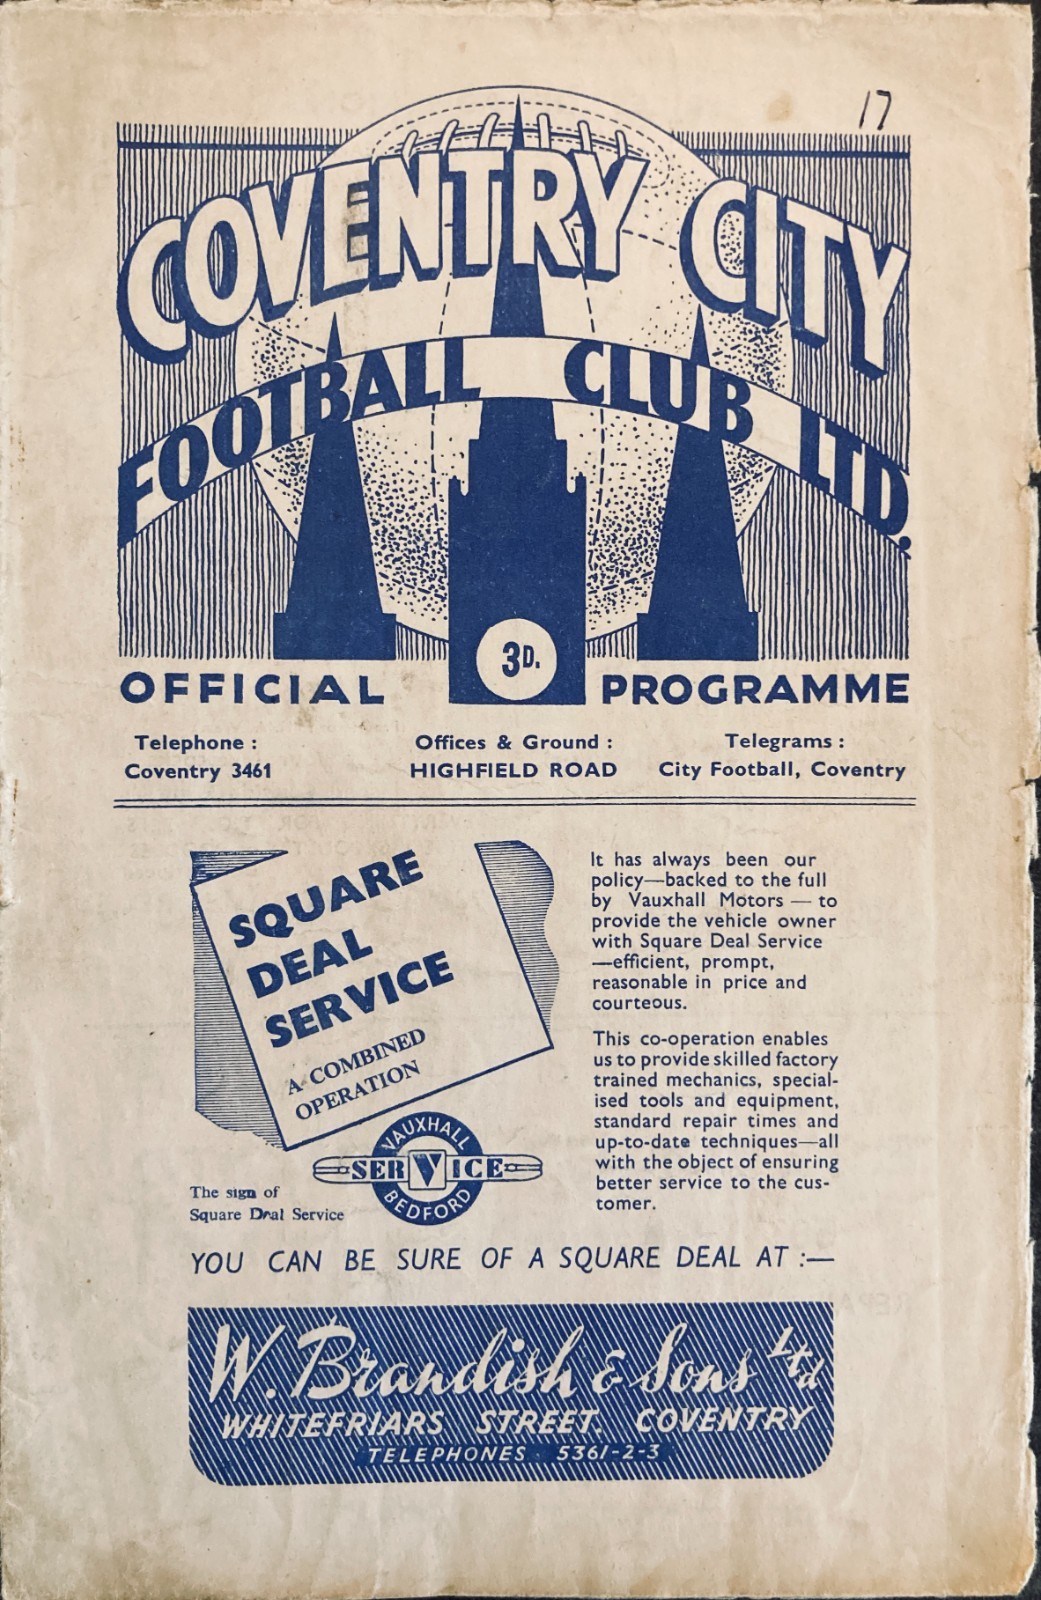 17
COVENTRY CITY
FOOTBALL CLUB LTD.
3D.
OFFICIAL PROGRAMME
Telephone :
Coventry 3461
Offices & Ground :
HIGHFIELD ROAD
Telegrams :
City Football, Coventry
SQUARE
DEAL
SERVICE
A COMBINED
OPERATION
VAUXHALL
SER V ICE
BEDFORD
The sign of
Square Deal Service
It has always been our
policy—backed to the full
by Vauxhall Motors — to
provide the vehicle owner
with Square Deal Service
—efficient, prompt,
reasonable in price and
courteous.
This co-operation enables
us to provide skilled factory
trained mechanics, special-
ised tools and equipment,
standard repair times and
up-to-date techniques—all
with the object of ensuring
better service to the cus-
tomer.
YOU CAN BE SURE OF A SQUARE DEAL AT :—
W. Brandish & Sons Ltd
WHITEFRIARS STREET. COVENTRY
TELEPHONES 5361-2-3